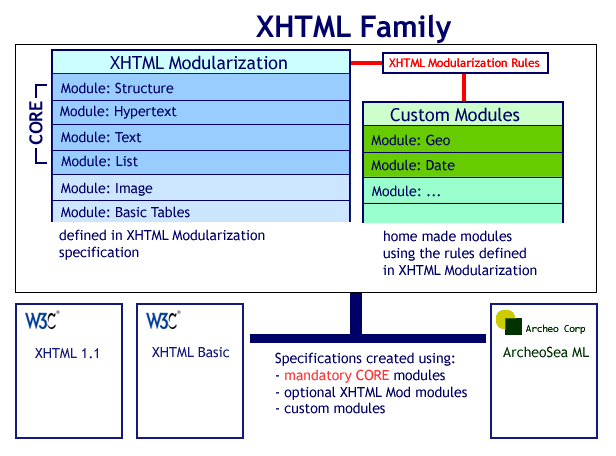 XHTML Family
XHTML Modularization
XHTML Modularization Rules
CORE
Module: Structure
Module: Hypertext
Module: Text
Module: List
Module: Image
Module: Basic Tables
defined in XHTML Modularization
specification
Custom Modules
Module: Geo
Module: Date
Module: ...
home made modules
using the rules defined
in XHTML Modularization
W3C®
XHTML 1.1
W3C®
XHTML Basic
Specifications created using:
- mandatory CORE modules
- optional XHTML Mod modules
- custom modules
Archeo Corp
ArcheoSea ML